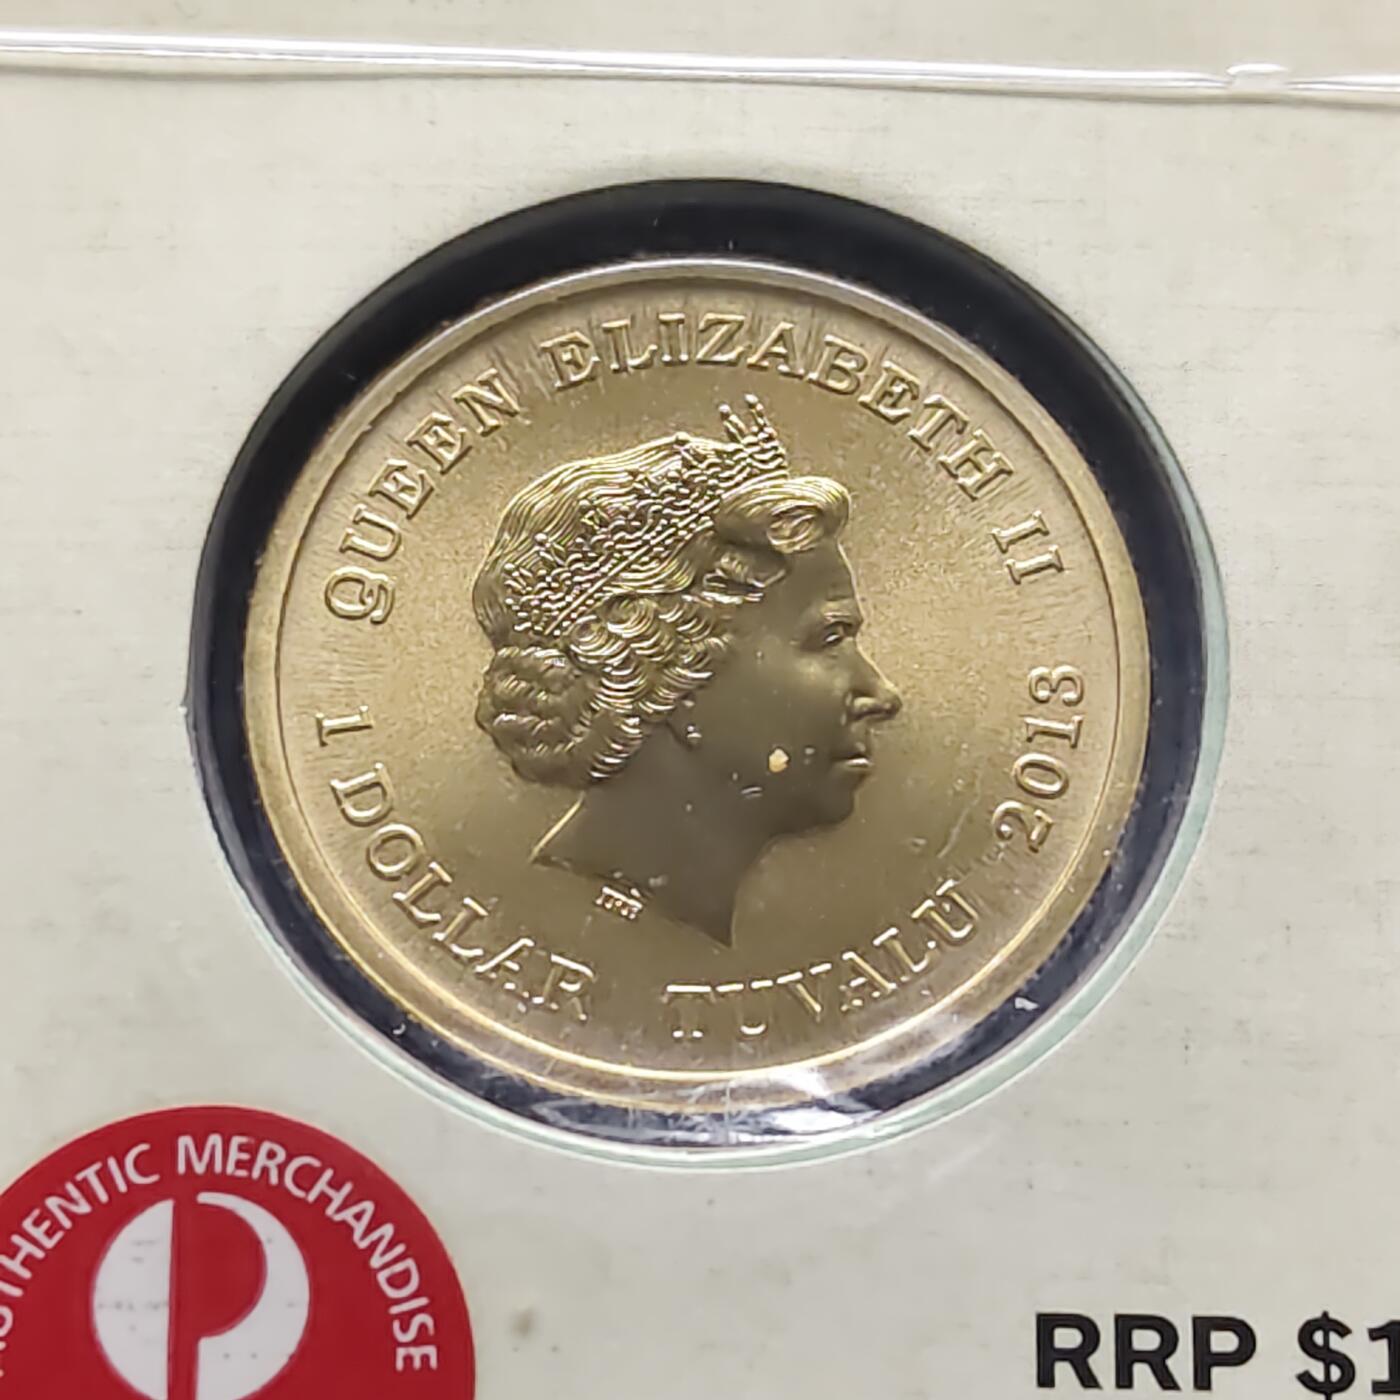 QUEEN ELIZABETH II
1 DOLLAR TUVALU 2013
AUTHENTIC MERCHANDISE
RRP $1